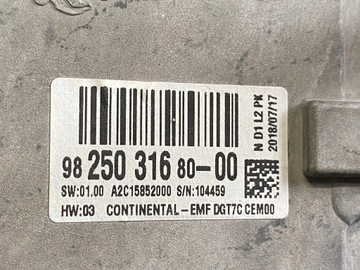 98 250 316 80-00
SW:01.00 A2C15852000 S/N:104459
HW:03 CONTINENTAL-EMF DGT7C CEM00
N D1 L2 PK
2018/07/17